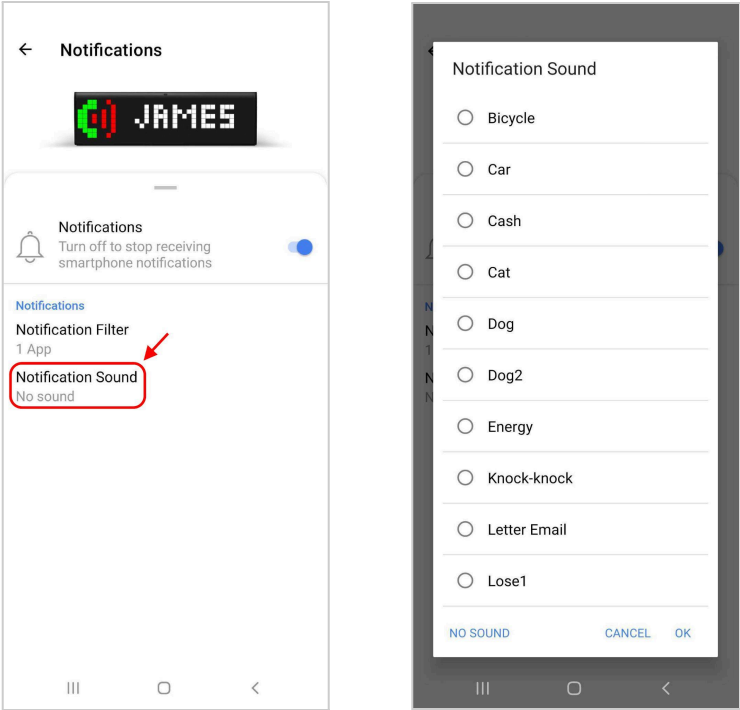 Notifications
JAMES
Notifications
Turn off to stop receiving
smartphone notifications
Notifications
Notification Filter
1 App
Notification Sound
No sound
Notification Sound
Bicycle
Car
Cash
Cat
Dog
Dog2
Energy
Knock-knock
Letter Email
Lose1
NO SOUND CANCEL OK